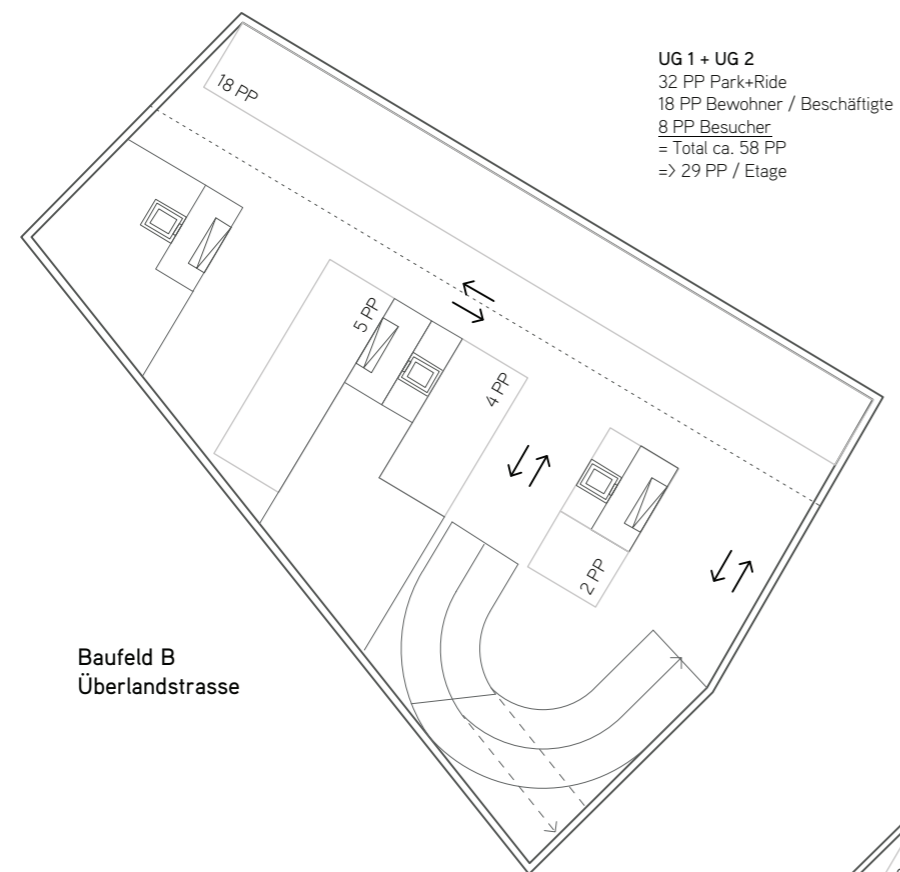 UG 1 + UG 2
32 PP Park+Ride
18 PP Bewohner / Beschäftigte
8 PP Besucher
= Total ca. 58 PP
=> 29 PP / Etage
18 PP
5 PP
4 PP
2 PP
Baufeld B
Überlandstrasse